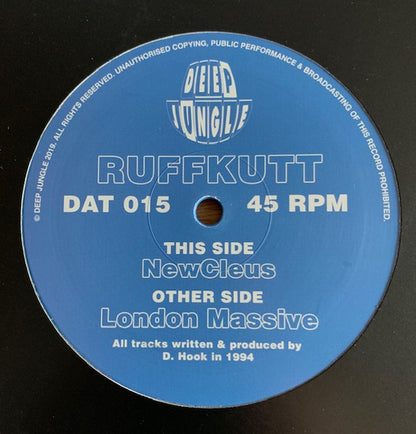 © DEEP JUNGLE 2019. ALL RIGHTS RESERVED. UNAUTHORISED COPYING, PUBLIC PERFORMANCE & BROADCASTING OF THIS RECORD PROHIBITED.
DEEP
JUNGLE
RUFFKUTT
DAT 015 45 RPM
THIS SIDE
NewCleus
OTHER SIDE
London Massive
All tracks written & produced by
D. Hook in 1994